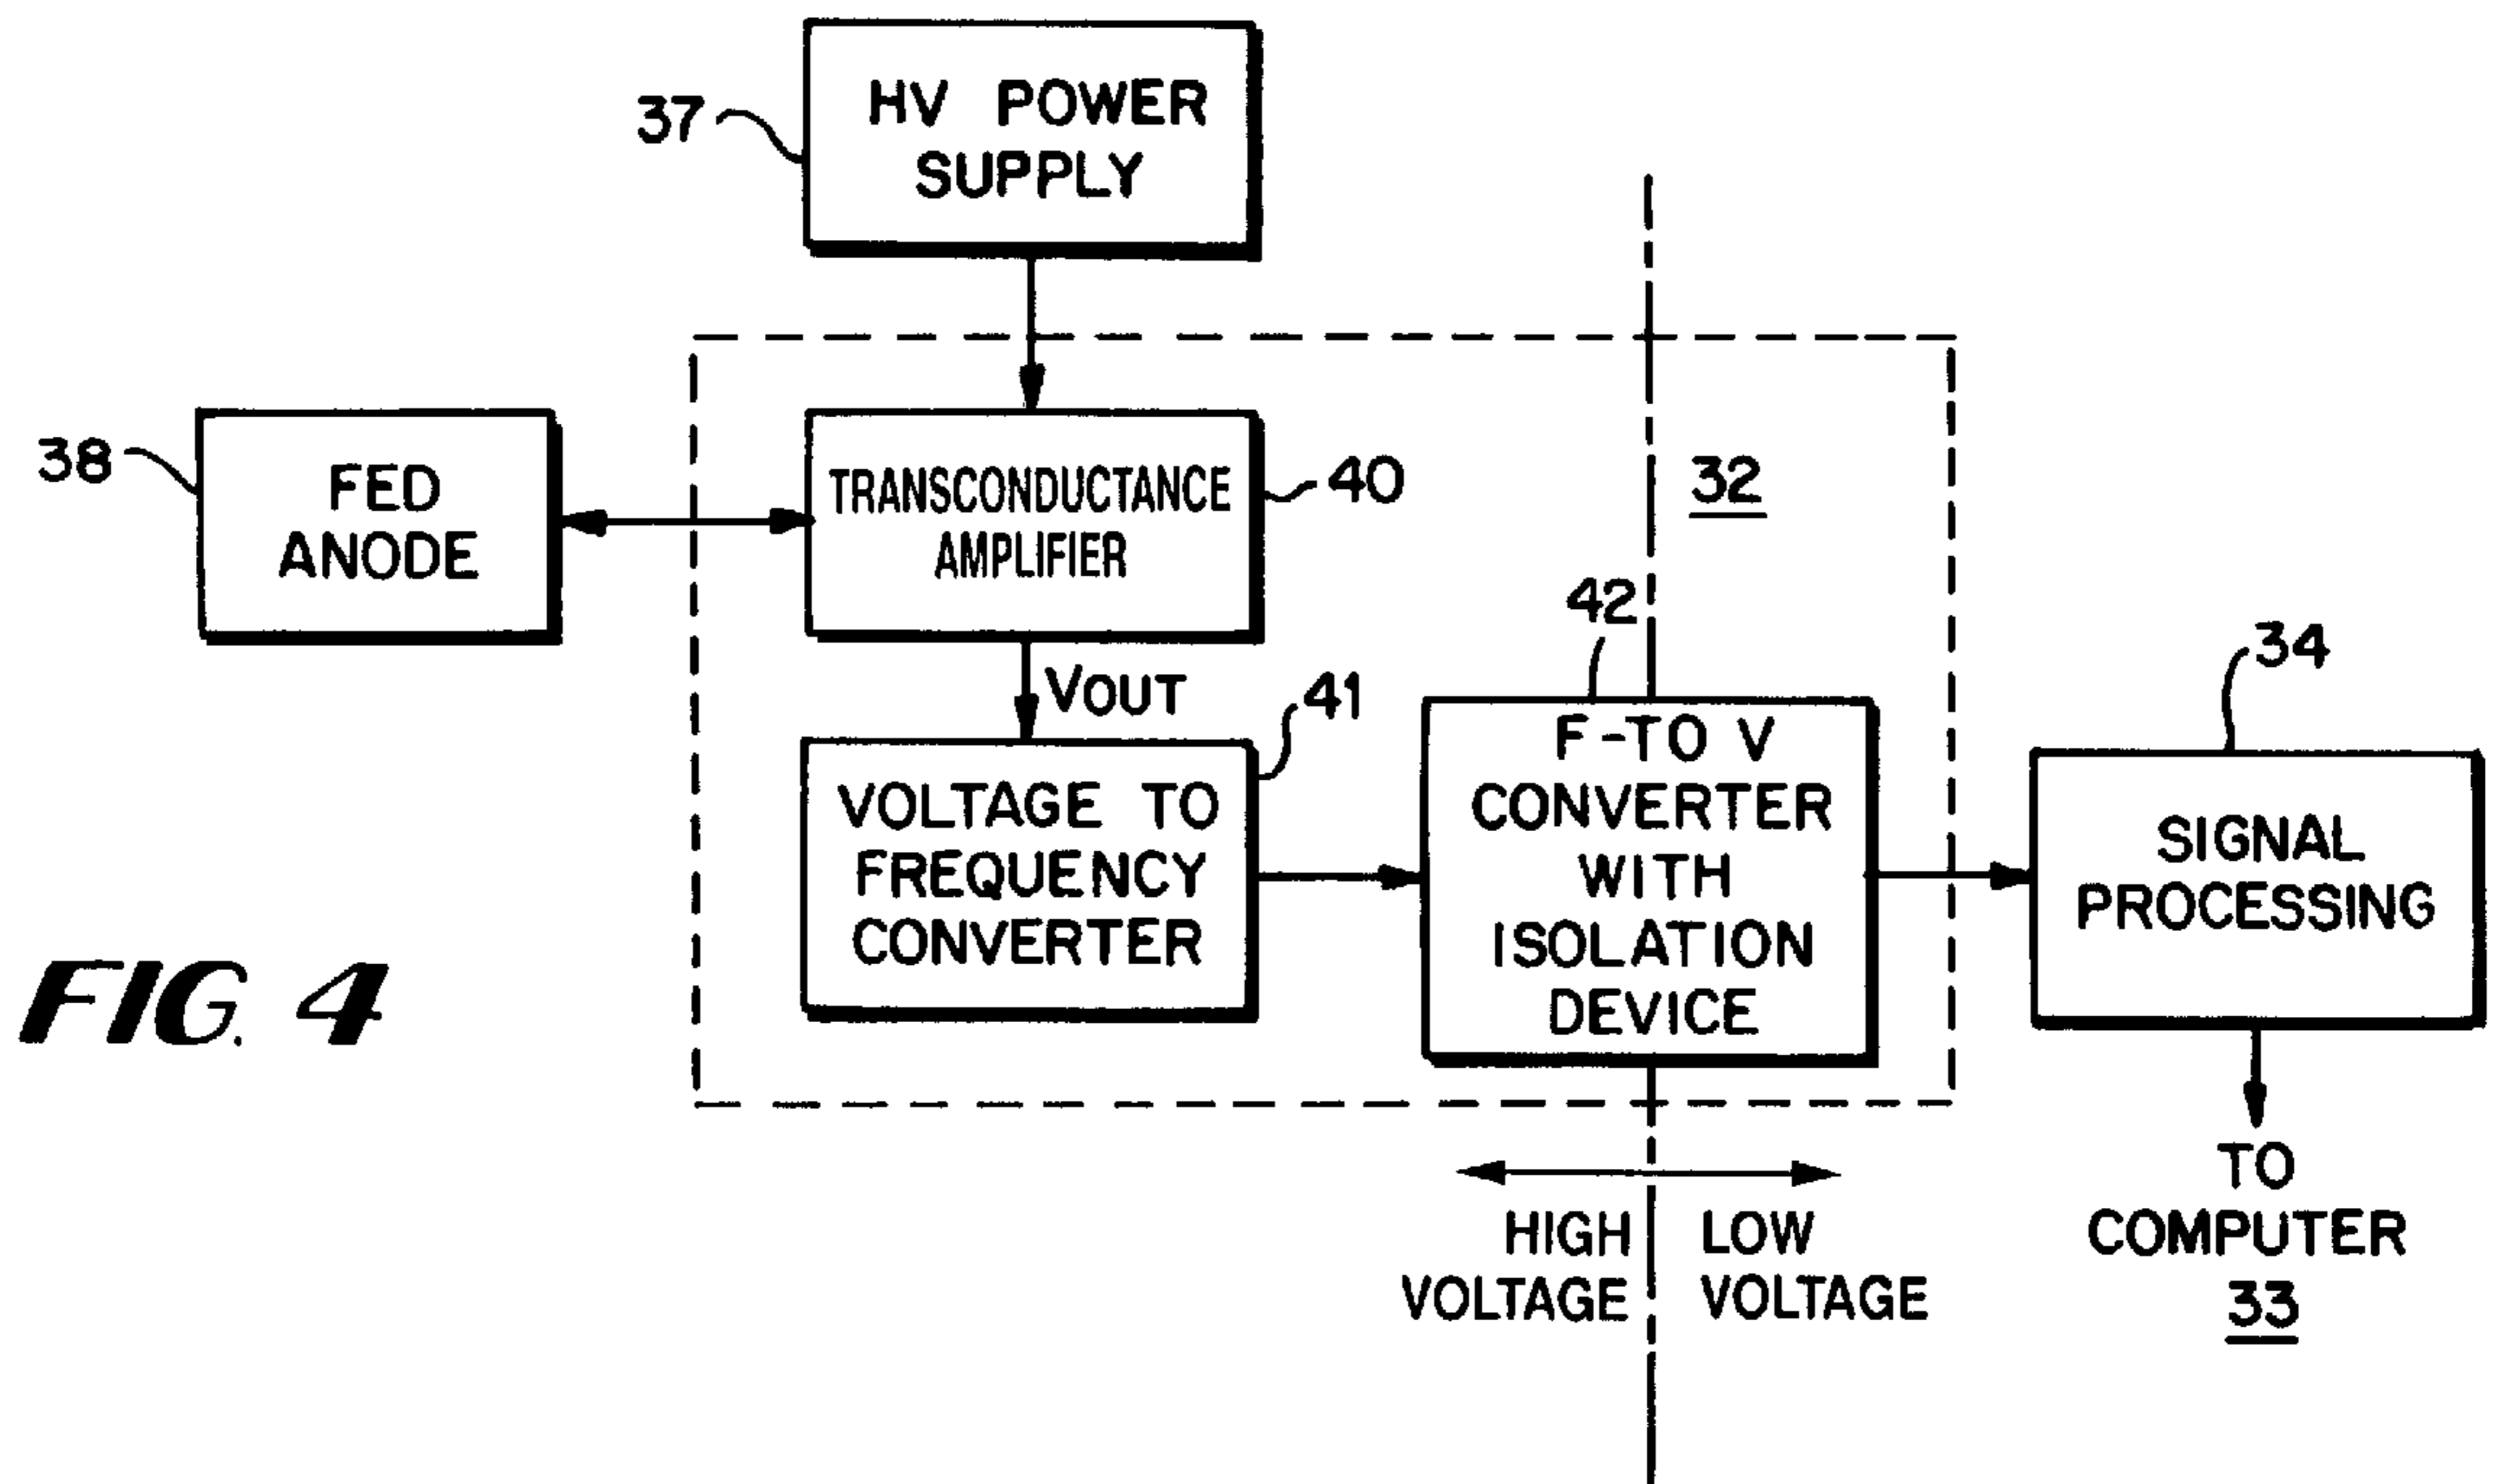 HV POWER
SUPPLY
37
38
FED
ANODE
TRANSCONDUCTANCE
AMPLIFIER
40
32
42
VOUT
41
34
VOLTAGE TO
FREQUENCY
CONVERTER
F-TO V
CONVERTER
WITH
ISOLATION
DEVICE
SIGNAL
PROCESSING
FIG. 4
HIGH
VOLTAGE
LOW
VOLTAGE
TO
COMPUTER
33